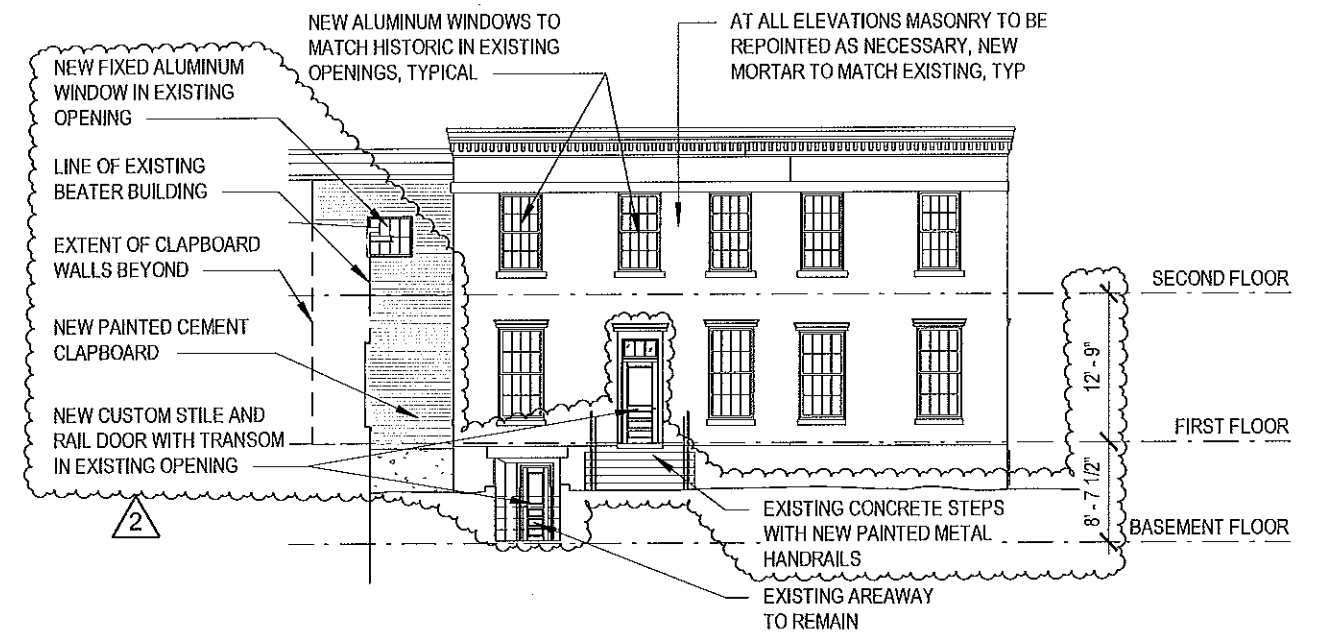 NEW ALUMINUM WINDOWS TO
MATCH HISTORIC IN EXISTING
OPENINGS, TYPICAL
AT ALL ELEVATIONS MASONRY TO BE
REPOINTED AS NECESSARY, NEW
MORTAR TO MATCH EXISTING, TYP
NEW FIXED ALUMINUM
WINDOW IN EXISTING
OPENING
LINE OF EXISTING
BEATER BUILDING
EXTENT OF CLAPBOARD
WALLS BEYOND
NEW PAINTED CEMENT
CLAPBOARD
NEW CUSTOM STILE AND
RAIL DOOR WITH TRANSOM
IN EXISTING OPENING
2
SECOND FLOOR
12' - 9"
FIRST FLOOR
8' - 7 1/2"
BASEMENT FLOOR
EXISTING CONCRETE STEPS
WITH NEW PAINTED METAL
HANDRAILS
EXISTING AREAWAY
TO REMAIN